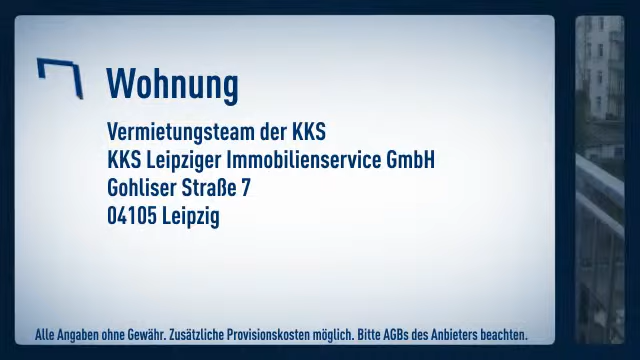 Wohnung
Vermietungsteam der KKS
KKS Leipziger Immobilienservice GmbH
Gohliser Straße 7
04105 Leipzig
Alle Angaben ohne Gewähr. Zusätzliche Provisionskosten möglich. Bitte AGBs des Anbieters beachten.